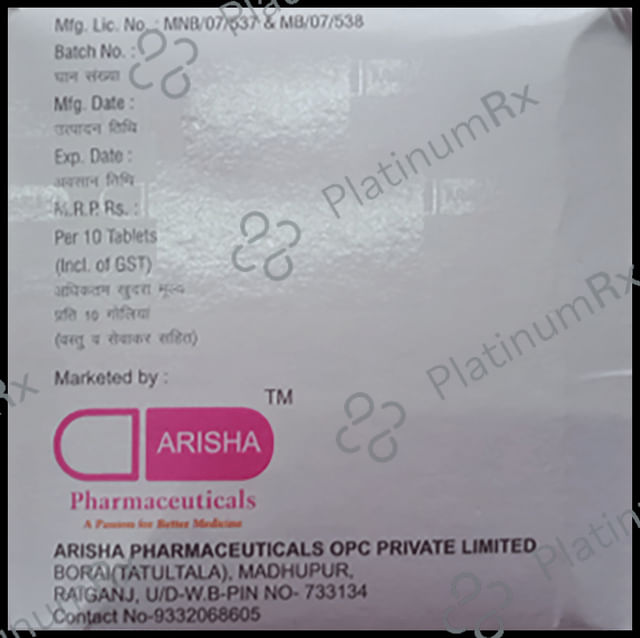 Mfg. Lic. No. : MNB/07/537 & MB/07/538
Batch No. :
घान संख्या
Mfg. Date :
उत्पादन तिथि
Exp. Date :
अवसान तिथि
M.R.P. Rs. :
Per 10 Tablets
(Incl. of GST)
अधिकतम खुदरा मूल्य
प्रति 10 गोलियां
(वस्तु व सेवाकर सहित)
Marketed by :
TM
ARISHA
Pharmaceuticals
A Passion for Better Medicine
ARISHA PHARMACEUTICALS OPC PRIVATE LIMITED
BORAI(TATULTALA), MADHUPUR,
RAIGANJ, U/D-W.B-PIN NO- 733134
Contact No-9332068605
PlatinumRx
PlatinumRx